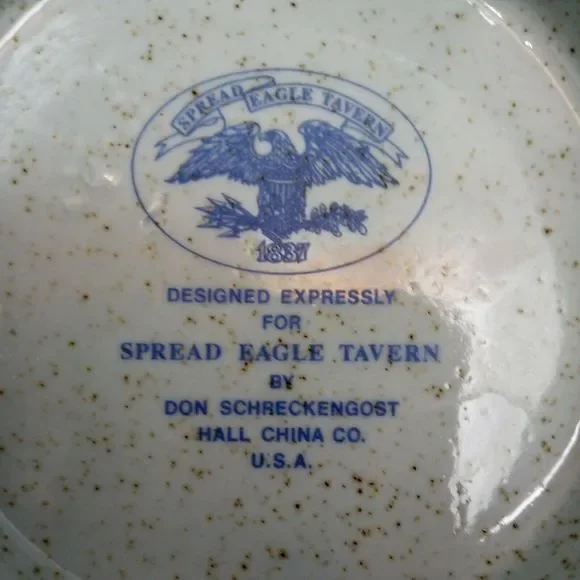 SPREAD EAGLE TAVERN
1837
DESIGNED EXPRESSLY
FOR
SPREAD EAGLE TAVERN
BY
DON SCHRECKENGOST
HALL CHINA CO.
U.S.A.